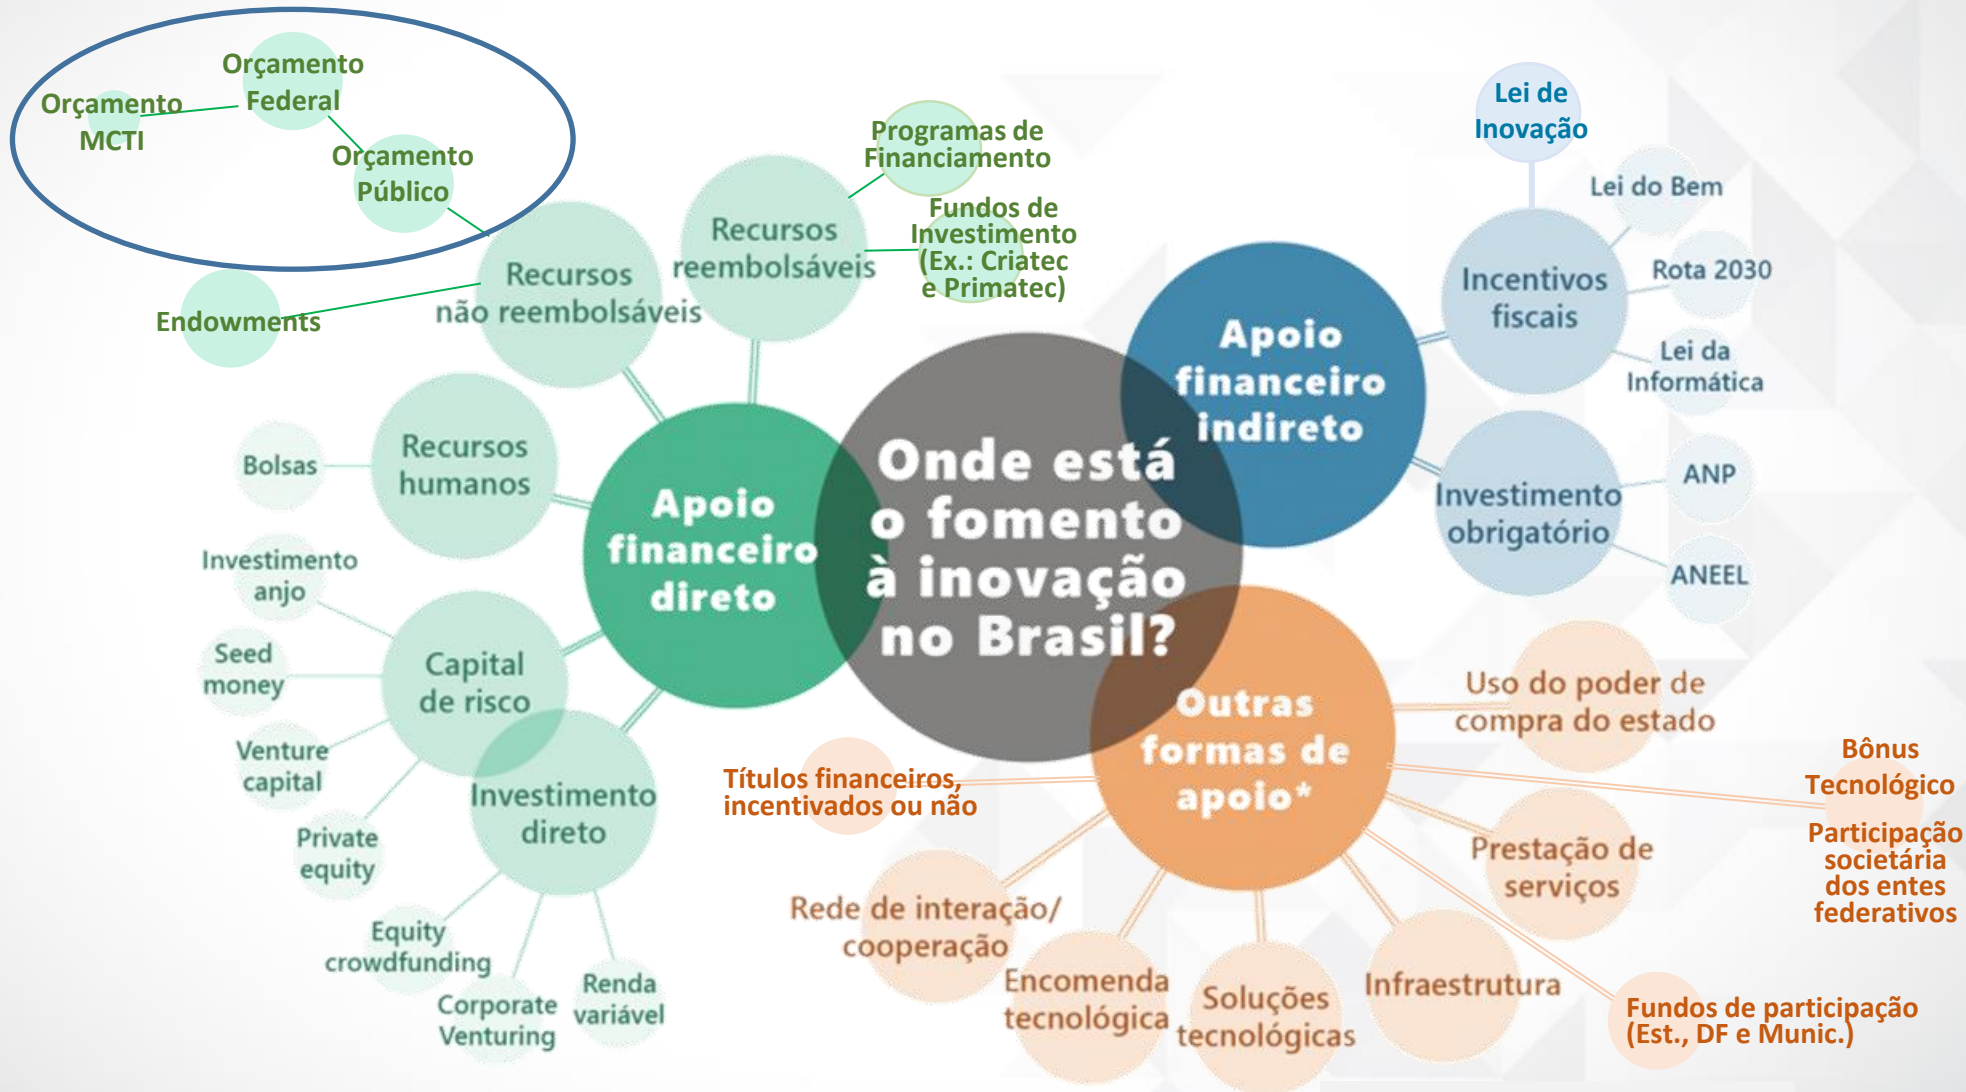 Orçamento
Federal
Orçamento
MCTI
Orçamento
Público
Endowments
Recursos
não reembolsáveis
Recursos
reembolsáveis
Programas de
Financiamento
Fundos de
Investimento
(Ex.: Criatec
e Primatec)
Recursos
humanos
Bolsas
Apoio
financeiro
direto
Investimento
anjo
Seed
money
Venture
capital
Private
equity
Capital
de risco
Investimento
direto
Equity
crowdfunding
Corporate
Venturing
Renda
variável
Onde está
o fomento
à inovação
no Brasil?
Apoio
financeiro
indireto
Lei de
Inovação
Lei do Bem
Incentivos
fiscais
Rota 2030
Lei da
Informática
Investimento
obrigatório
ANP
ANEEL
Outras
formas de
apoio*
Uso do poder de
compra do estado
Bônus
Tecnológico
Participação
societária
dos entes
federativos
Prestação de
serviços
Fundos de participação
(Est., DF e Munic.)
Infraestrutura
Soluções
tecnológicas
Encomenda
tecnológica
Rede de interação/
cooperação
Títulos financeiros,
incentivados ou não